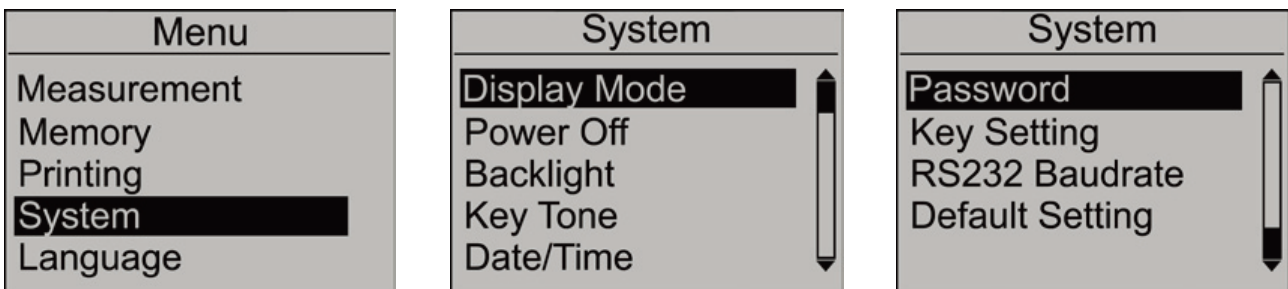 Menu
Measurement
Memory
Printing
System
Language
System
Display Mode
Power Off
Backlight
Key Tone
Date/Time
System
Password
Key Setting
RS232 Baudrate
Default Setting